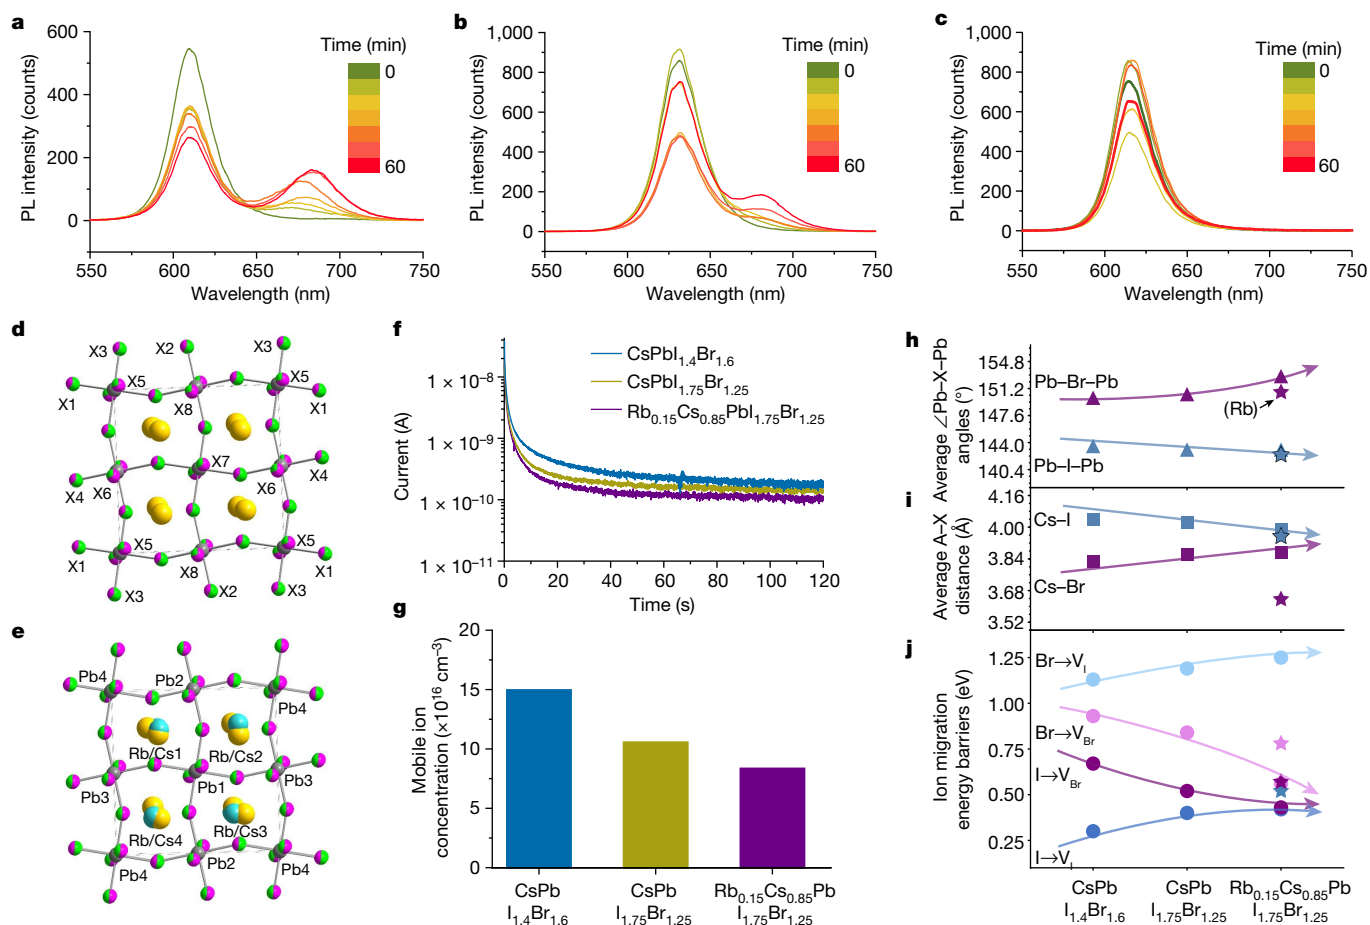 a
600
400
200
0
PL intensity (counts)
550 600 650 700 750
Wavelength (nm)
Time (min)
0
60
b
1,000
800
600
400
200
0
PL intensity (counts)
550 600 650 700 750
Wavelength (nm)
Time (min)
0
60
c
1,000
800
600
400
200
0
PL intensity (counts)
550 600 650 700 750
Wavelength (nm)
Time (min)
0
60
d
X3 X2 X3
X1 X5 X5 X1
X8
X7
X4 X6 X6 X4
X1 X5 X5 X1
X8
X3 X2 X3
e
Pb4 Pb2 Pb4
Rb/Cs1 Rb/Cs2
Pb3 Pb1 Pb3
Rb/Cs4 Rb/Cs3
Pb4 Pb2 Pb4
f
CsPbI1.4Br1.6
CsPbI1.75Br1.25
Rb0.15Cs0.85PbI1.75Br1.25
1 × 10−8
1 × 10−9
1 × 10−10
1 × 10−11
Current (A)
0 20 40 60 80 100 120
Time (s)
g
20
15
10
5
0
Mobile ion
concentration (×10¹⁶ cm⁻³)
CsPb CsPb Rb0.15Cs0.85Pb
I1.4Br1.6 I1.75Br1.25 I1.75Br1.25
h
154.8
151.2
147.6
144.0
140.4
Average ∠Pb–X–Pb
angles (°)
Pb–Br–Pb
(Rb)
Pb–I–Pb
i
4.16
4.00
3.84
3.68
3.52
Average A–X
distance (Å)
Cs–I
Cs–Br
j
1.25
1.00
0.75
0.50
0.25
Ion migration
energy barriers (eV)
Br→VI
Br→VBr
I→VBr
I→VI
CsPb CsPb Rb0.15Cs0.85Pb
I1.4Br1.6 I1.75Br1.25 I1.75Br1.25